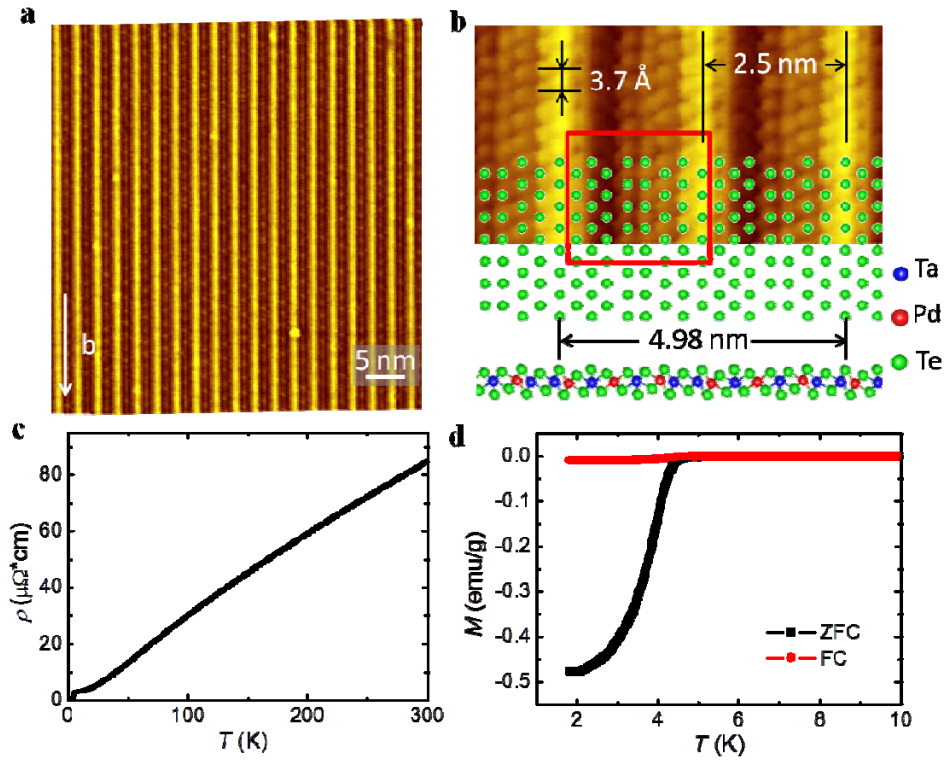 a
b
5 nm
b
3.7 Å
2.5 nm
4.98 nm
Ta
Pd
Te
c
ρ (μΩ*cm)
80
60
40
20
0
0 100 200 300
T (K)
d
M (emu/g)
0.0
-0.1
-0.2
-0.3
-0.4
-0.5
ZFC
FC
2 4 6 8 10
T (K)